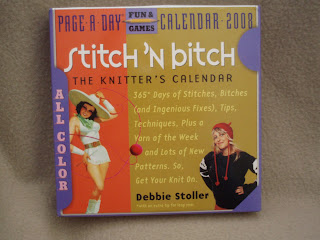 PAGE-A-DAY FUN & GAMES CALENDAR 2008
stitch 'n bitch
THE KNITTER'S CALENDAR
ALL COLOR
365* Days of Stitches, Bitches
(and Ingenious Fixes), Tips,
Techniques, Plus a
Yarn of the Week
and Lots of New
Patterns. So,
Get Your Knit On.
Debbie Stoller